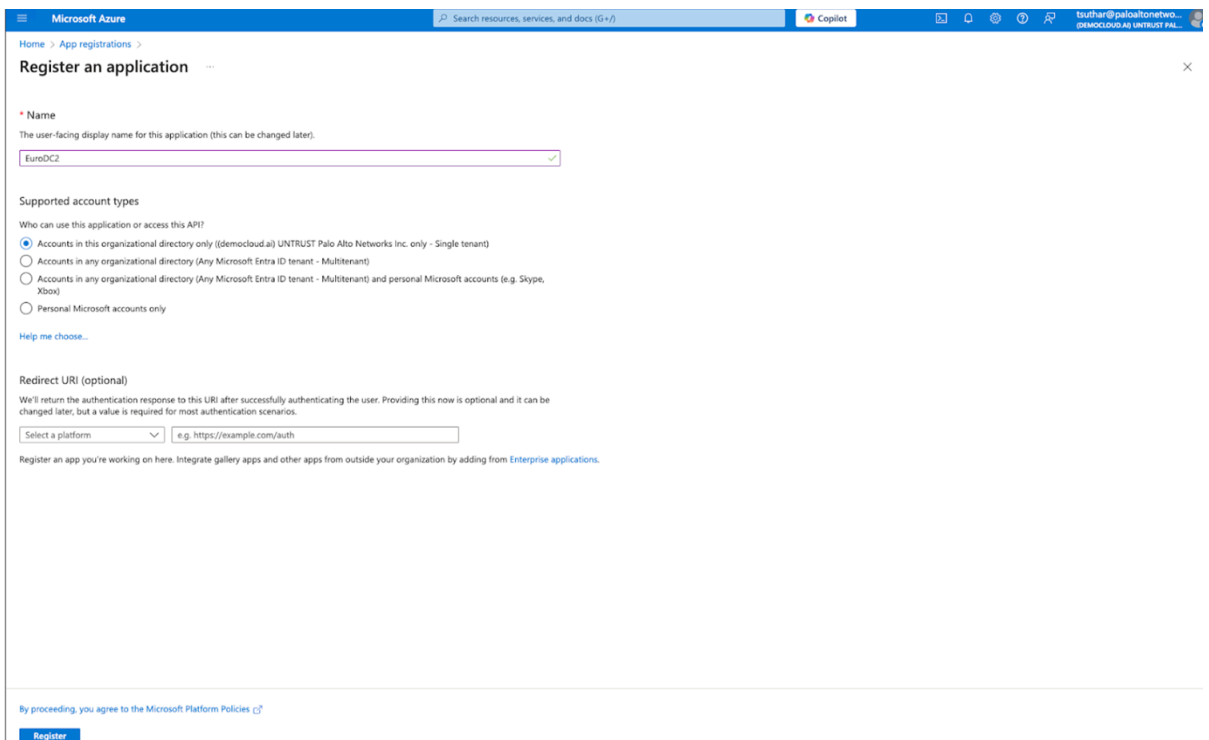 Microsoft Azure
Search resources, services, and docs (G+/)
Copilot
tsuthar@paloaltonetwo...
(DEMOCLOUD.AI) UNTRUST PAL...
Home > App registrations >
Register an application ...
* Name
The user-facing display name for this application (this can be changed later).
EuroDC2
Supported account types
Who can use this application or access this API?
Accounts in this organizational directory only ((democloud.ai) UNTRUST Palo Alto Networks Inc. only - Single tenant)
Accounts in any organizational directory (Any Microsoft Entra ID tenant - Multitenant)
Accounts in any organizational directory (Any Microsoft Entra ID tenant - Multitenant) and personal Microsoft accounts (e.g. Skype,
Xbox)
Personal Microsoft accounts only
Help me choose...
Redirect URI (optional)
We'll return the authentication response to this URI after successfully authenticating the user. Providing this now is optional and it can be
changed later, but a value is required for most authentication scenarios.
Select a platform
e.g. https://example.com/auth
Register an app you're working on here. Integrate gallery apps and other apps from outside your organization by adding from Enterprise applications.
By proceeding, you agree to the Microsoft Platform Policies
Register